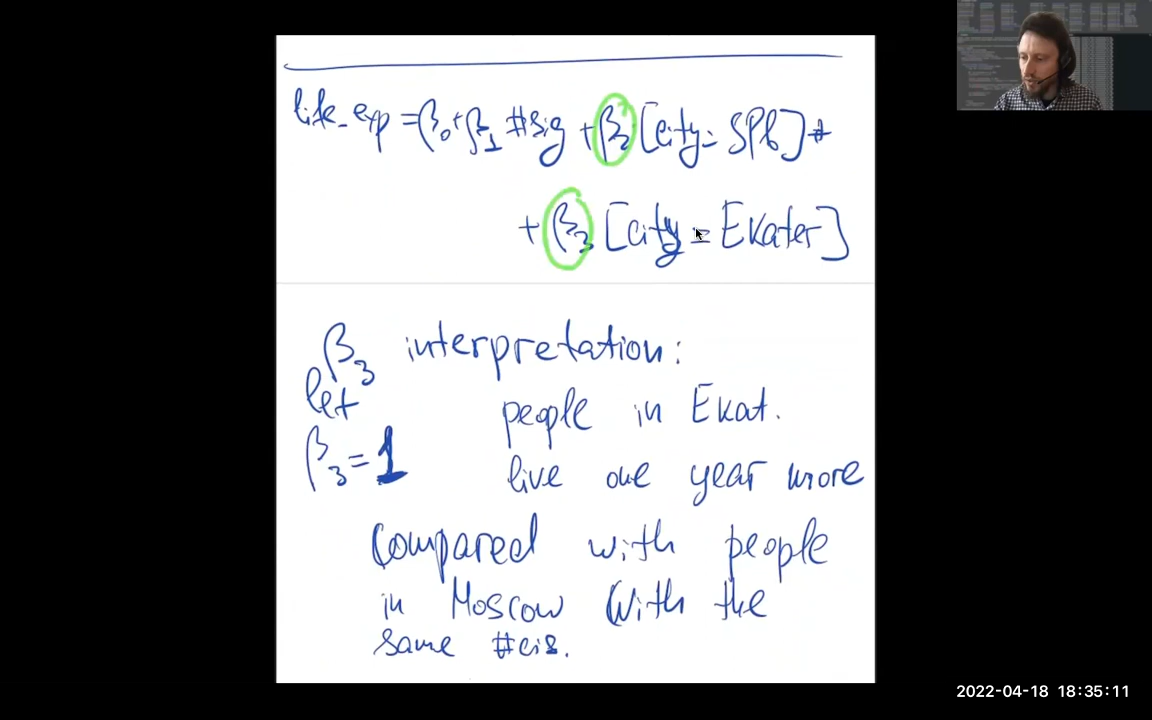 life_exp = β₀ + β₁ #sig + β₂ [city = SPb] +
+ β₃ [city = Ekater]
β₃ interpretation:
let
people in Ekat.
β₃ = 1
live one year more
compared with people
in Moscow with the
same #cig.
2022-04-18 18:35:11